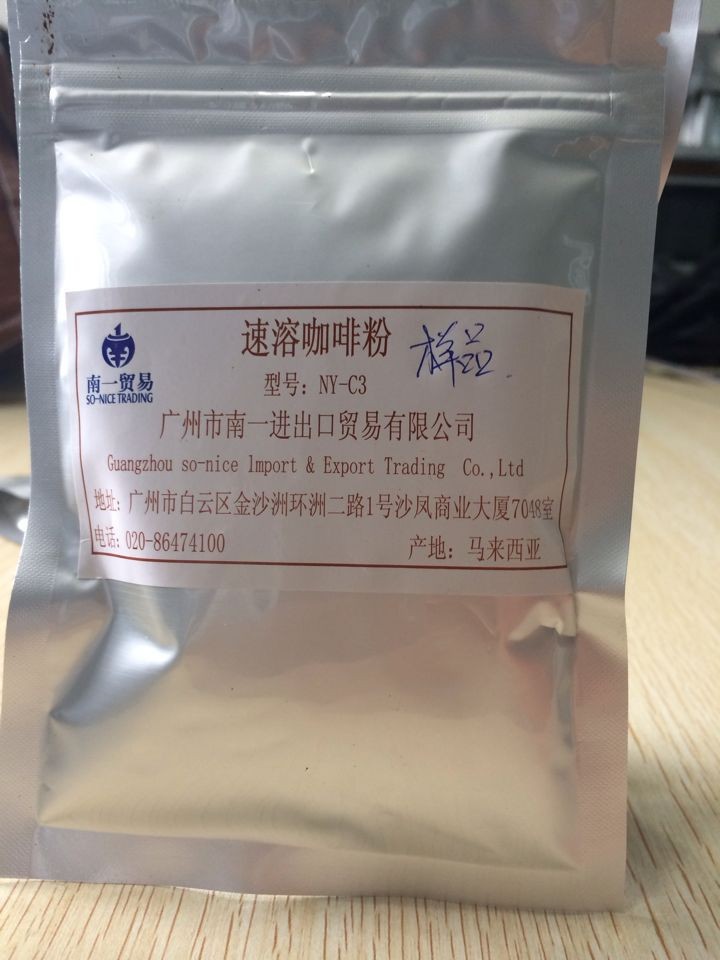 速溶咖啡粉 样品
南一贸易
SO-NICE TRADING
型号：NY-C3
广州市南一进出口贸易有限公司
Guangzhou so-nice lmport & Export Trading Co.,Ltd
地址：广州市白云区金沙洲环洲二路1号沙凤商业大厦7048室
电话：020-86474100 产地：马来西亚